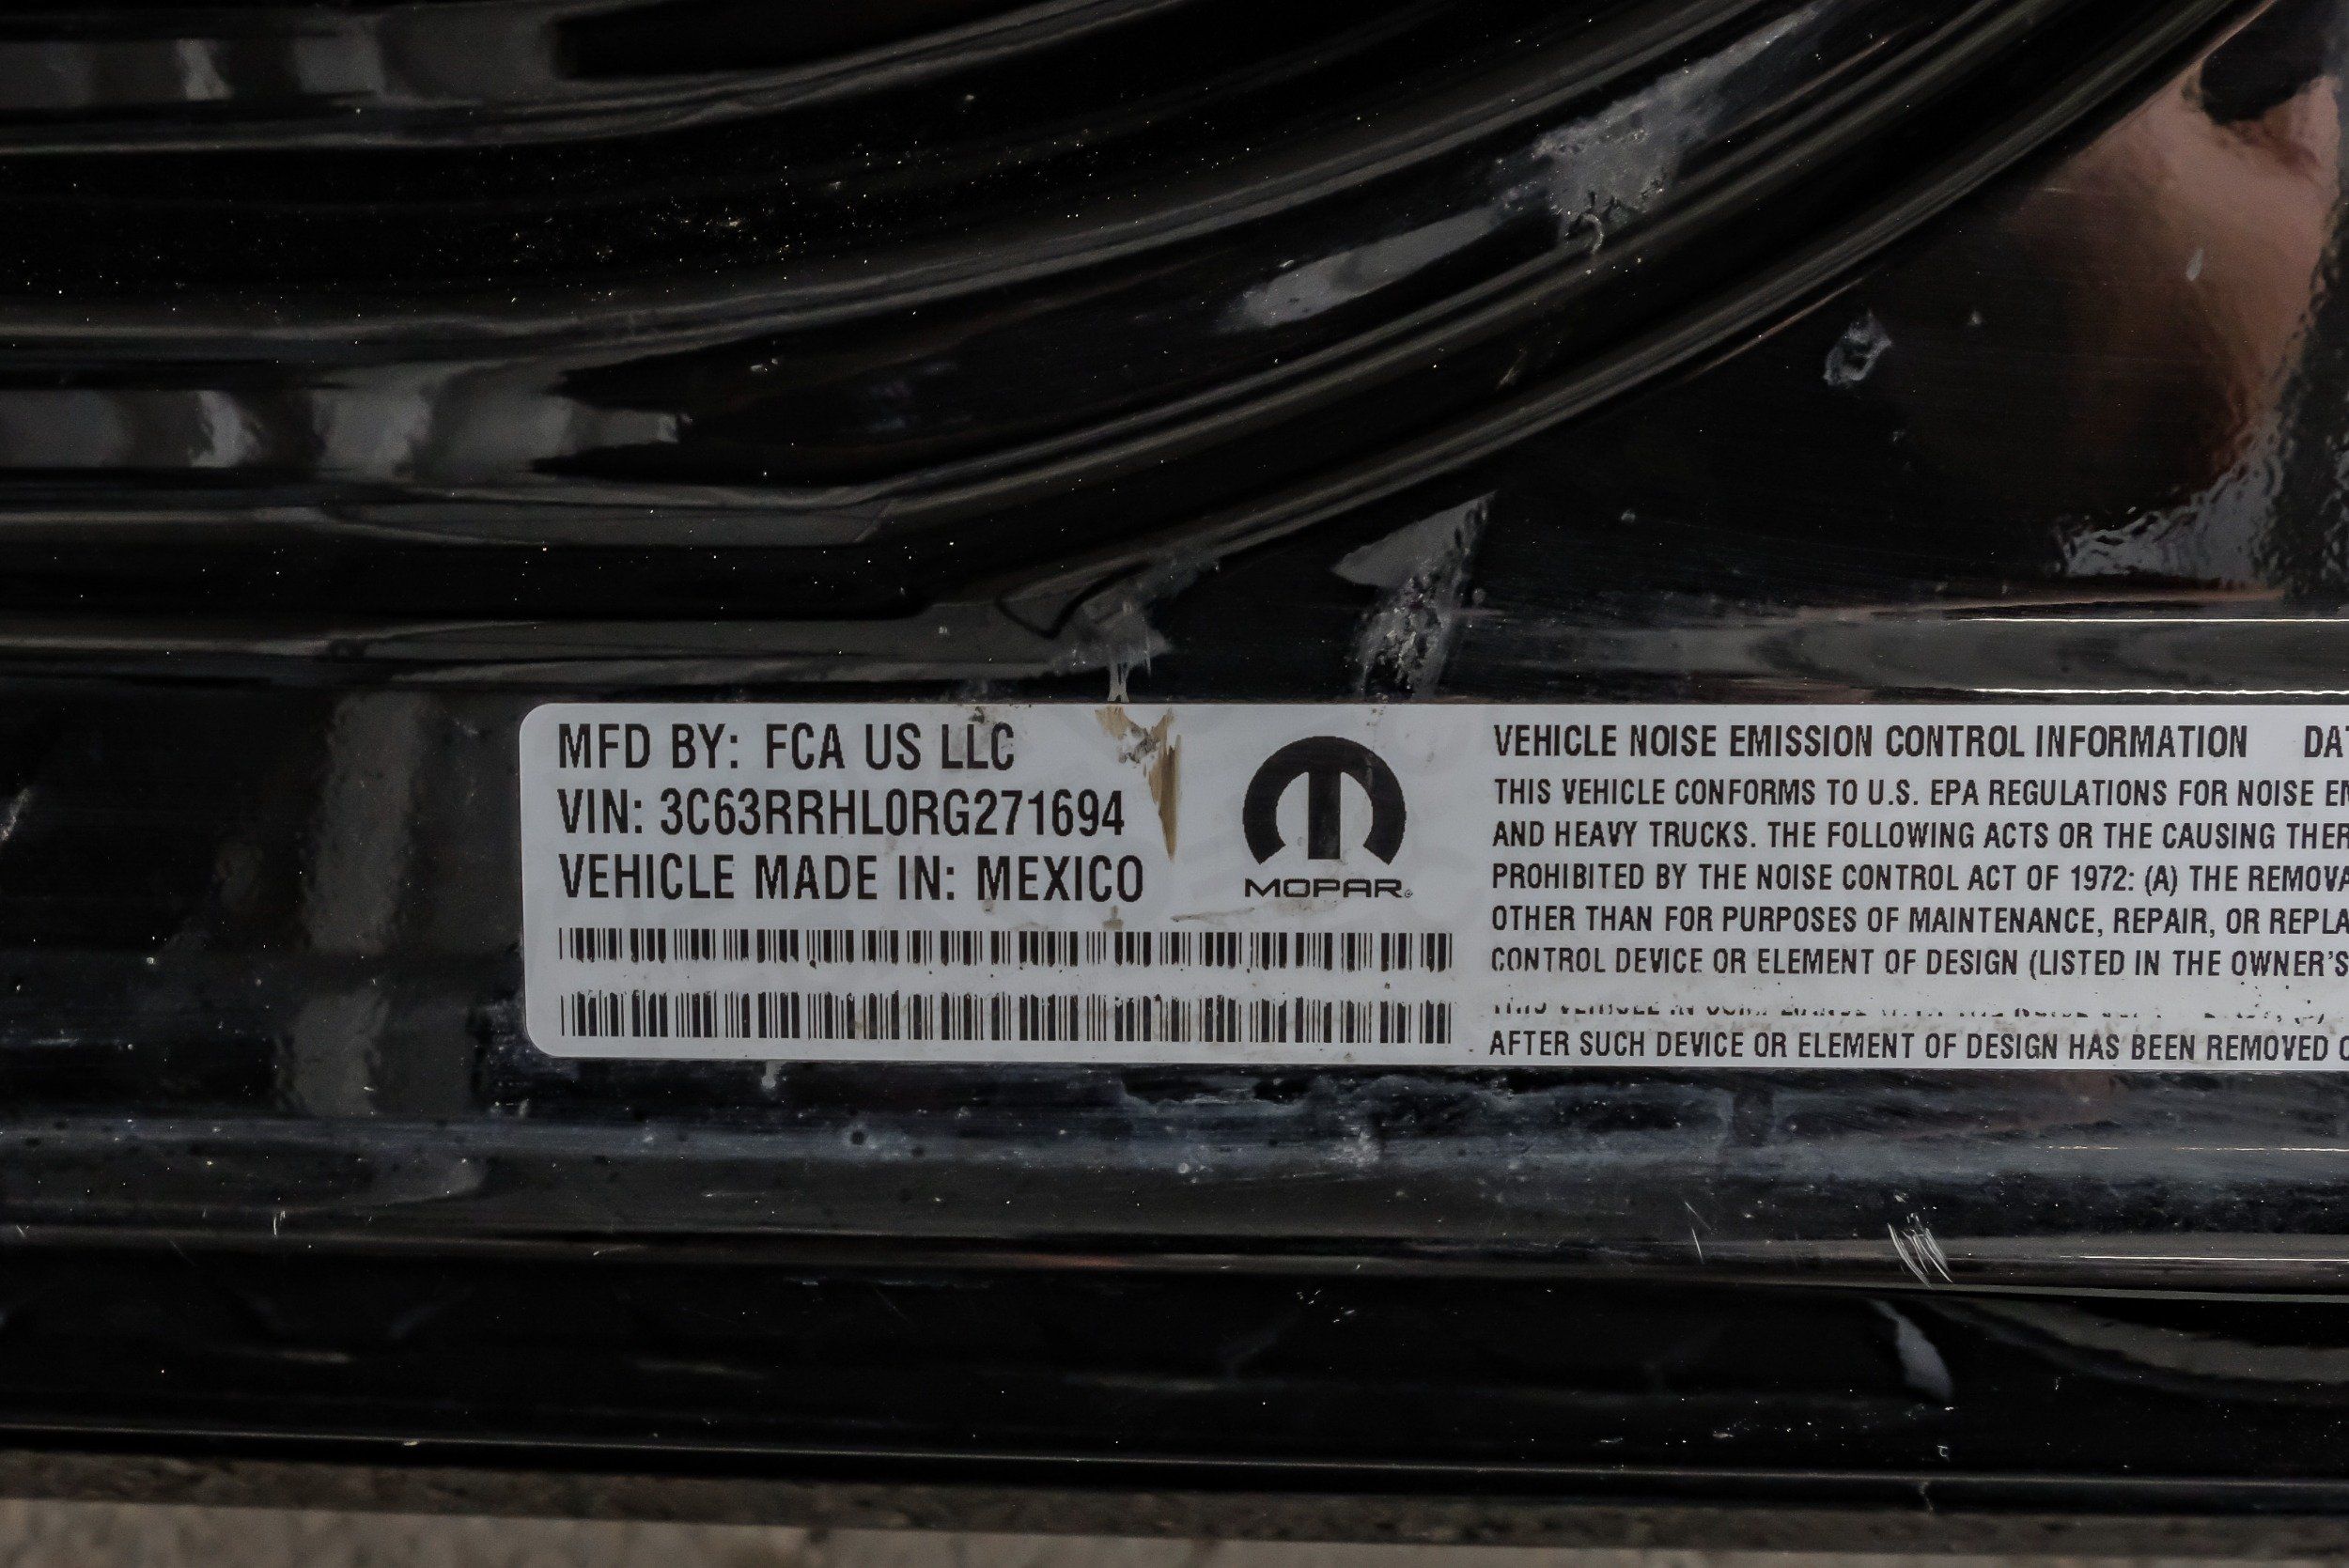 MFD BY: FCA US LLC
VIN: 3C63RRHL0RG271694
VEHICLE MADE IN: MEXICO
MOPAR®
VEHICLE NOISE EMISSION CONTROL INFORMATION
THIS VEHICLE CONFORMS TO U.S. EPA REGULATIONS FOR NOISE
AND HEAVY TRUCKS. THE FOLLOWING ACTS OR THE CAUSING
PROHIBITED BY THE NOISE CONTROL ACT OF 1972: (A) THE
OTHER THAN FOR PURPOSES OF MAINTENANCE, REPAIR, OR
CONTROL DEVICE OR ELEMENT OF DESIGN (LISTED IN THE OWNER'S
AFTER SUCH DEVICE OR ELEMENT OF DESIGN HAS BEEN REMOVED